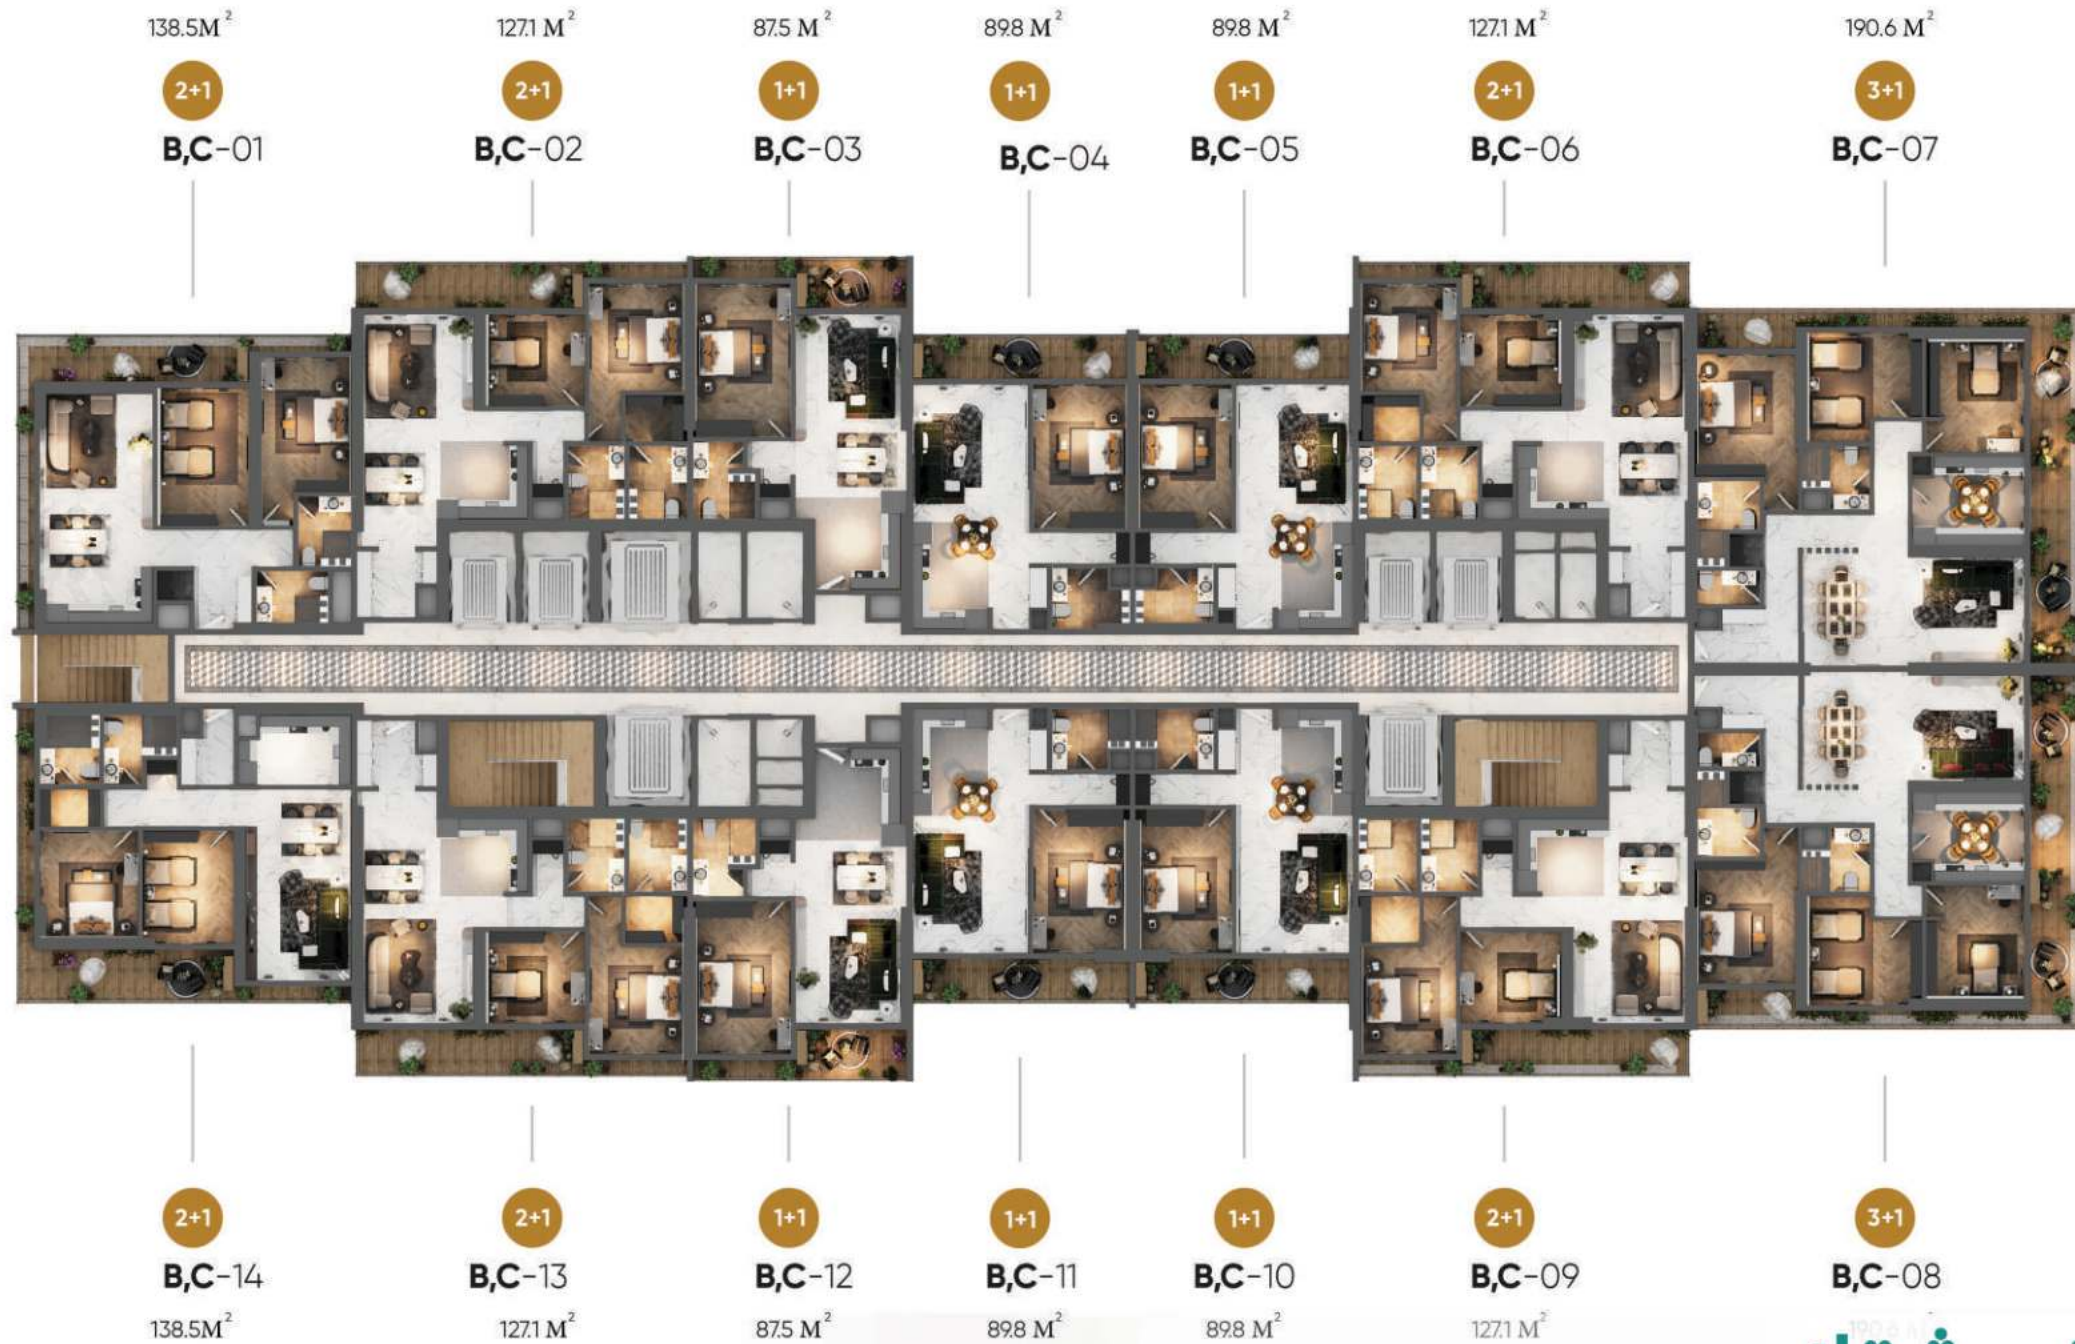 138.5M²
127.1 M²
87.5 M²
89.8 M²
89.8 M²
127.1 M²
190.6 M²
2+1
2+1
1+1
1+1
1+1
2+1
3+1
B,C-01
B,C-02
B,C-03
B,C-04
B,C-05
B,C-06
B,C-07
2+1
2+1
1+1
1+1
1+1
2+1
3+1
B,C-14
B,C-13
B,C-12
B,C-11
B,C-10
B,C-09
B,C-08
138.5M²
127.1 M²
87.5 M²
89.8 M²
89.8 M²
127.1 M²
190.6 M²